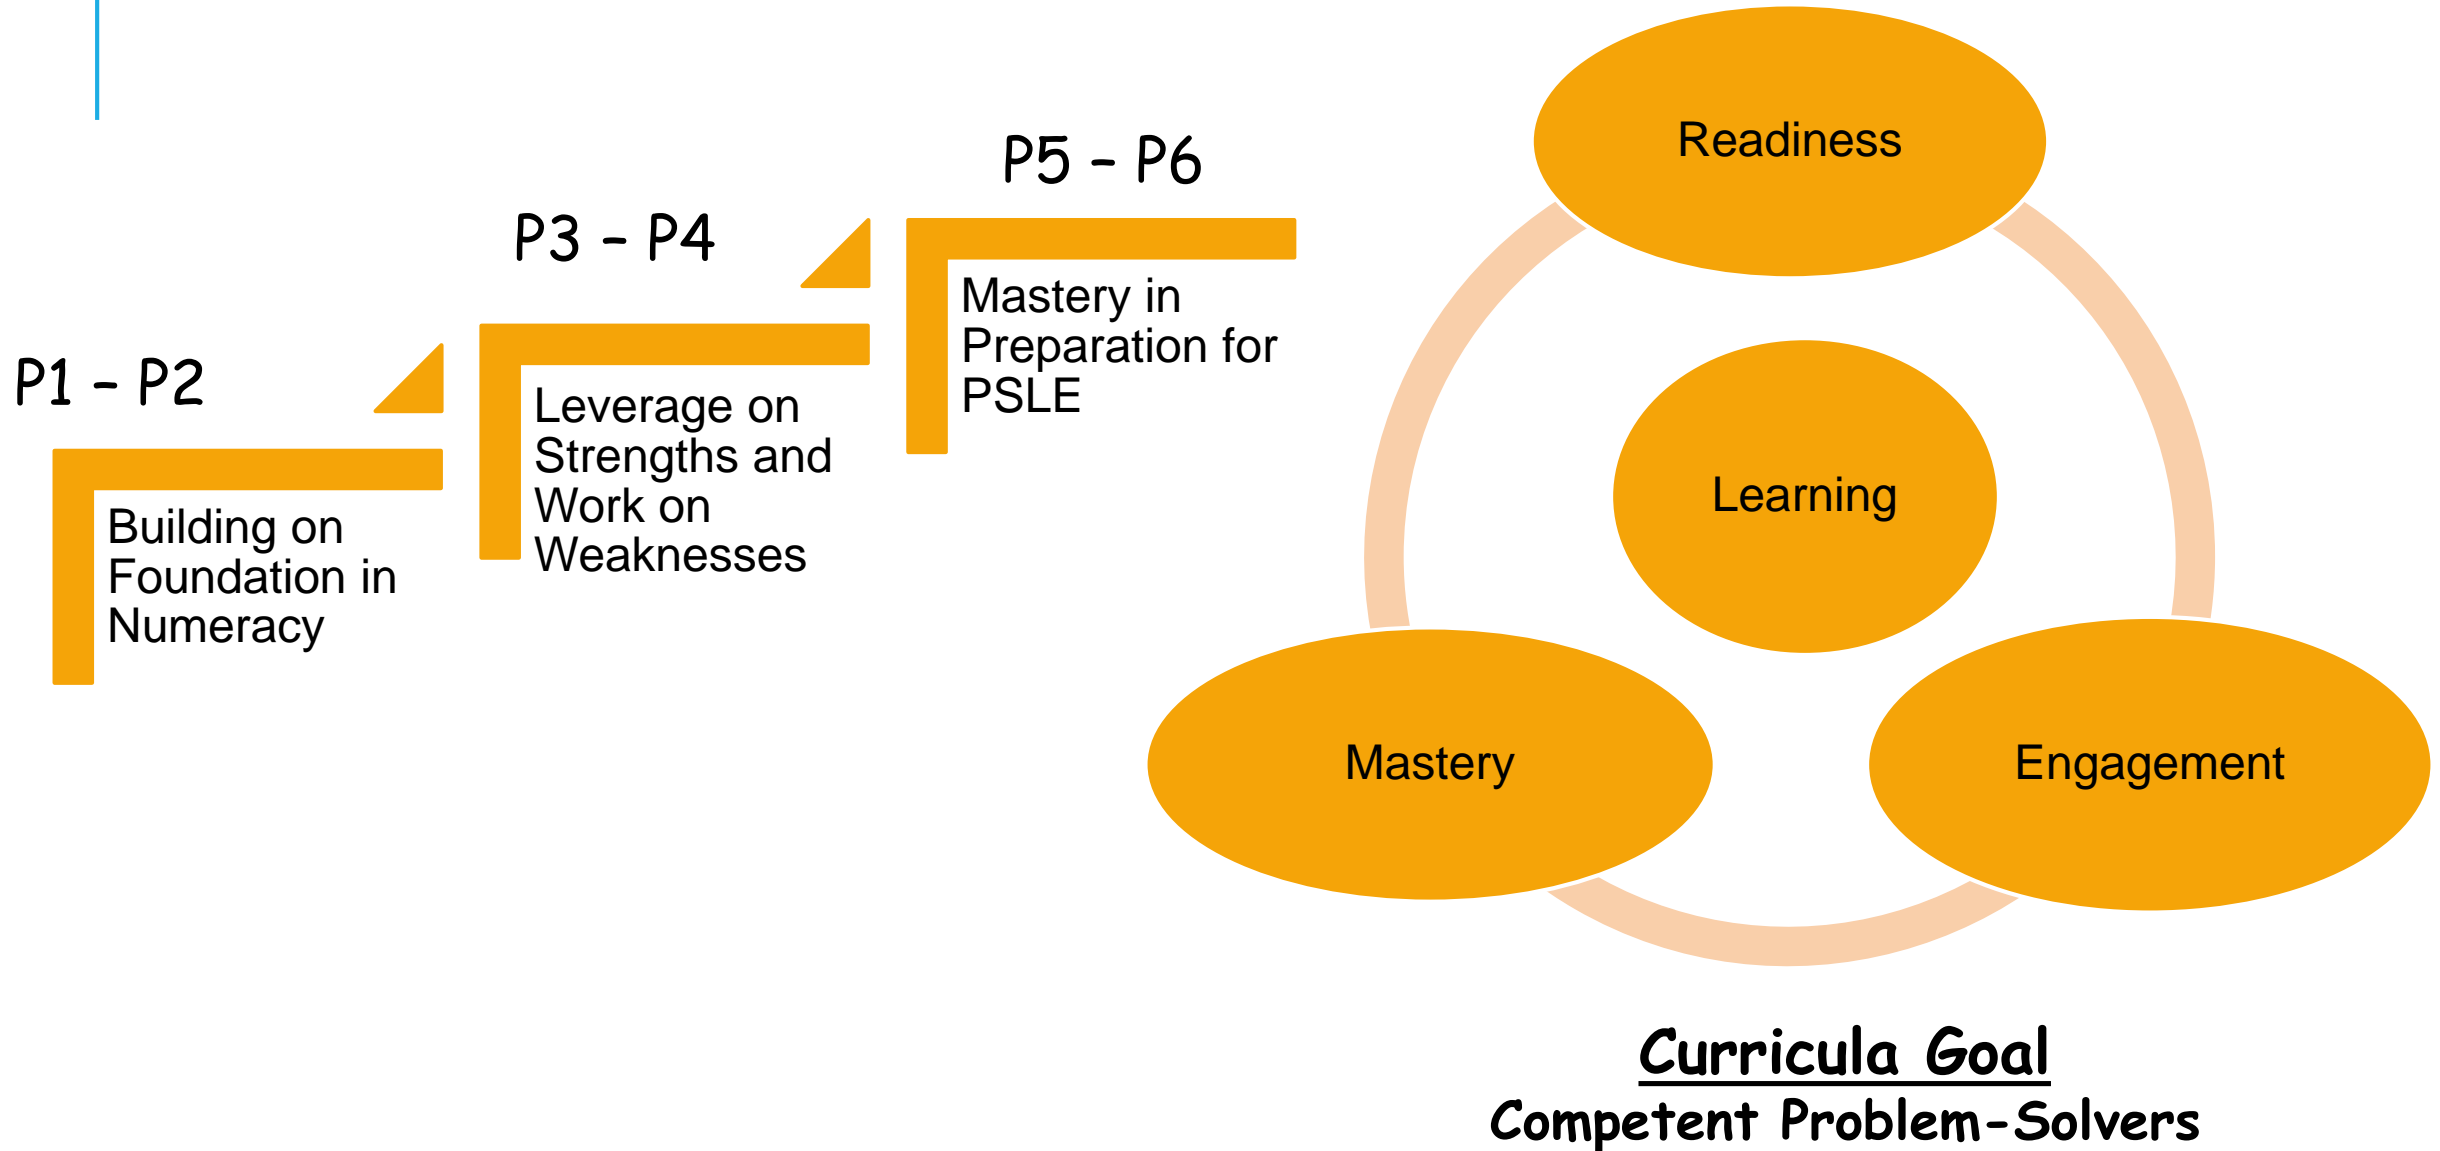 P1 – P2
Building on
Foundation in
Numeracy
P3 – P4
Leverage on
Strengths and
Work on
Weaknesses
P5 – P6
Mastery in
Preparation for
PSLE
Readiness
Learning
Mastery
Engagement
Curricula Goal
Competent Problem-Solvers